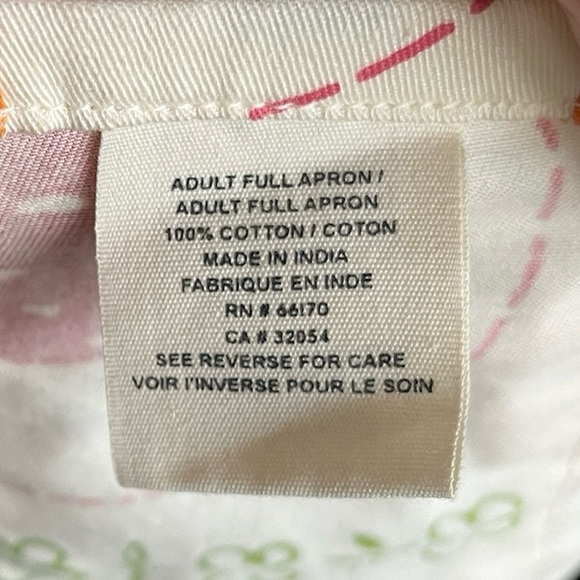 ADULT FULL APRON /
ADULT FULL APRON
100% COTTON / COTON
MADE IN INDIA
FABRIQUE EN INDE
RN # 66170
CA # 32054
SEE REVERSE FOR CARE
VOIR I'INVERSE POUR LE SOIN